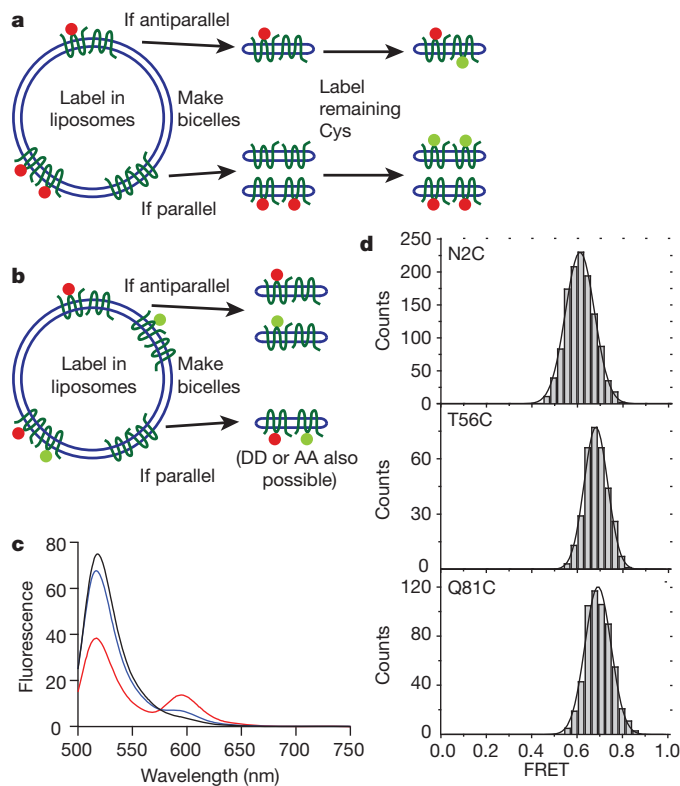 a
If antiparallel
Label in
liposomes
Make
bicelles
Label
remaining
Cys
If parallel
b
If antiparallel
Label in
liposomes
Make
bicelles
If parallel
(DD or AA also
possible)
c
80
60
40
20
0
Fluorescence
500 550 600 650 700 750
Wavelength (nm)
d
N2C
250
200
150
100
50
0
Counts
T56C
60
30
0
Counts
Q81C
120
80
40
0
Counts
0.0 0.2 0.4 0.6 0.8 1.0
FRET